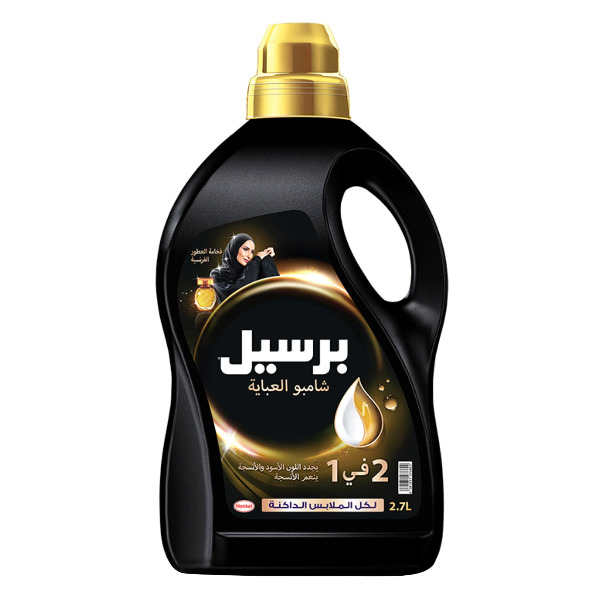 فخامة العطور
الفرنسية
برسيل
شامبو العباية
2 في 1
يجدد اللون الأسود والأنسجة
ينعم الأنسجة
Henkel
لكل الملابس الداكنة
2.7L